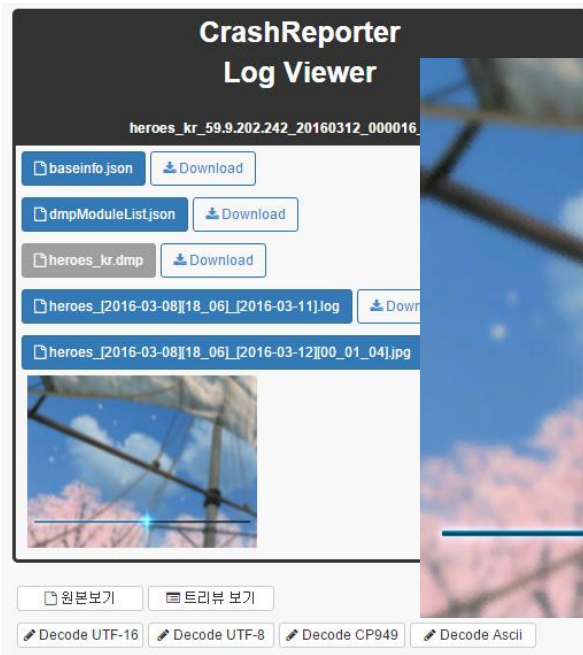 CrashReporter
Log Viewer
heroes_kr_59.9.202.242_20160312_000016_
baseinfo.json Download
dmpModuleList.json Download
heroes_kr.dmp Download
heroes_[2016-03-08][18_06]_[2016-03-11].log Down
heroes_[2016-03-08][18_06]_[2016-03-12][00_01_04].jpg
원본보기 트리뷰 보기
Decode UTF-16 Decode UTF-8 Decode CP949 Decode Ascii